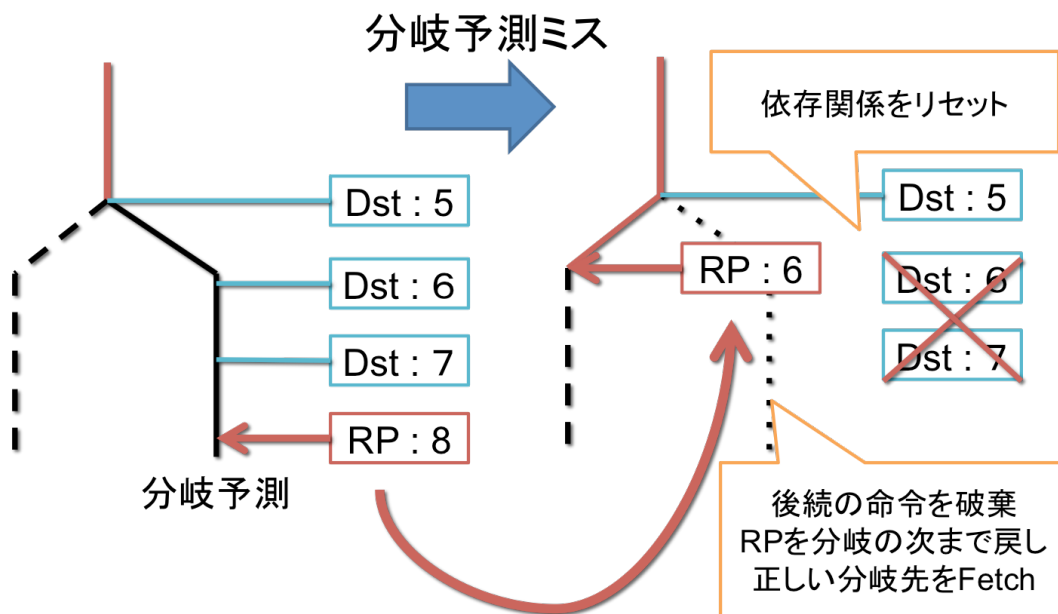 分岐予測ミス
依存関係をリセット
Dst : 5
Dst : 6
Dst : 7
RP : 8
分岐予測
Dst : 5
RP : 6
Dst : 6
Dst : 7
後続の命令を破棄
RPを分岐の次まで戻し
正しい分岐先をFetch